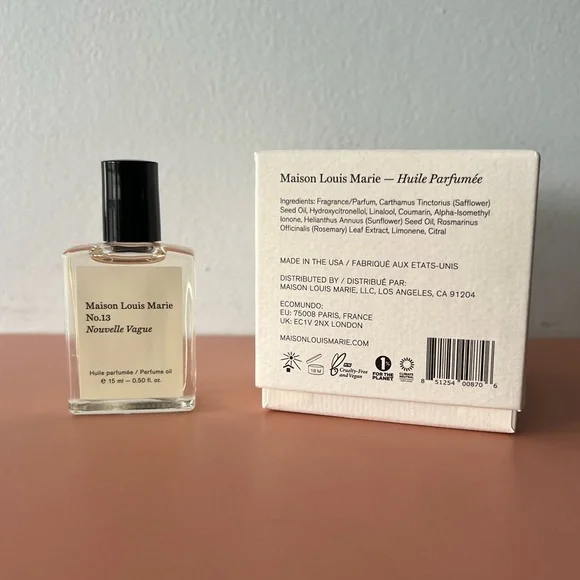 Maison Louis Marie
No.13
Nouvelle Vague
Huile parfumée / Perfume oil
℮ 15 ml — 0.50 fl. oz.
Maison Louis Marie — Huile Parfumée
Ingredients: Fragrance/Parfum, Carthamus Tinctorius (Safflower)
Seed Oil, Hydroxycitronellol, Linalool, Coumarin, Alpha-Isomethyl
Ionone, Helianthus Annuus (Sunflower) Seed Oil, Rosmarinus
Officinalis (Rosemary) Leaf Extract, Limonene, Citral
MADE IN THE USA / FABRIQUÉ AUX ETATS-UNIS
DISTRIBUTED BY / DISTRIBUÉ PAR:
MAISON LOUIS MARIE, LLC, LOS ANGELES, CA 91204
ECOMUNDO:
EU: 75008 PARIS, FRANCE
UK: EC1V 2NX LONDON
MAISONLOUISMARIE.COM
18 M
Cruelty-Free
and Vegan
1%
FOR THE
PLANET
CLIMATE
8 51254 00870 6